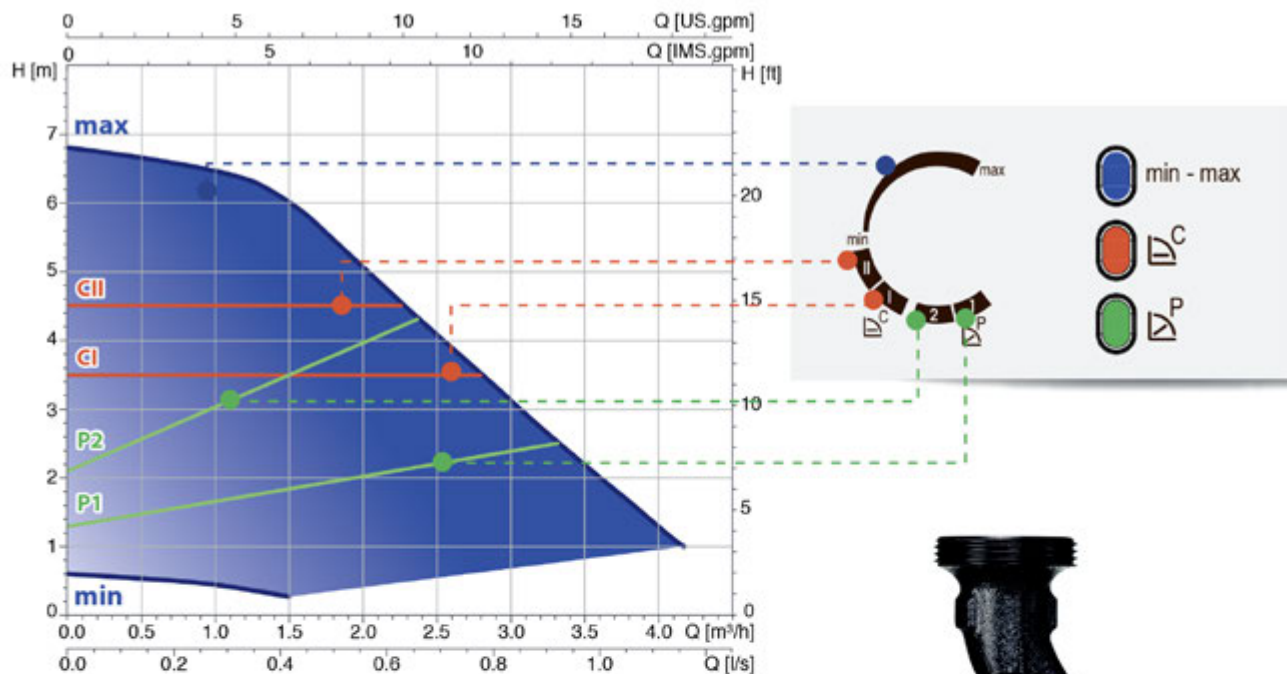 0 5 10 15 Q [US.gpm]
0 5 10 Q [IMS.gpm]
H [m] H [ft]
7
max
6 20
5
CII 15
4
CI
3 10
P2
2
P1 5
1
min
0 0
0.0 0.5 1.0 1.5 2.0 2.5 3.0 3.5 4.0 Q [m³/h]
0.0 0.2 0.4 0.6 0.8 1.0 Q [l/s]
max
min
II
I
C
2
1
P
min - max
C
P